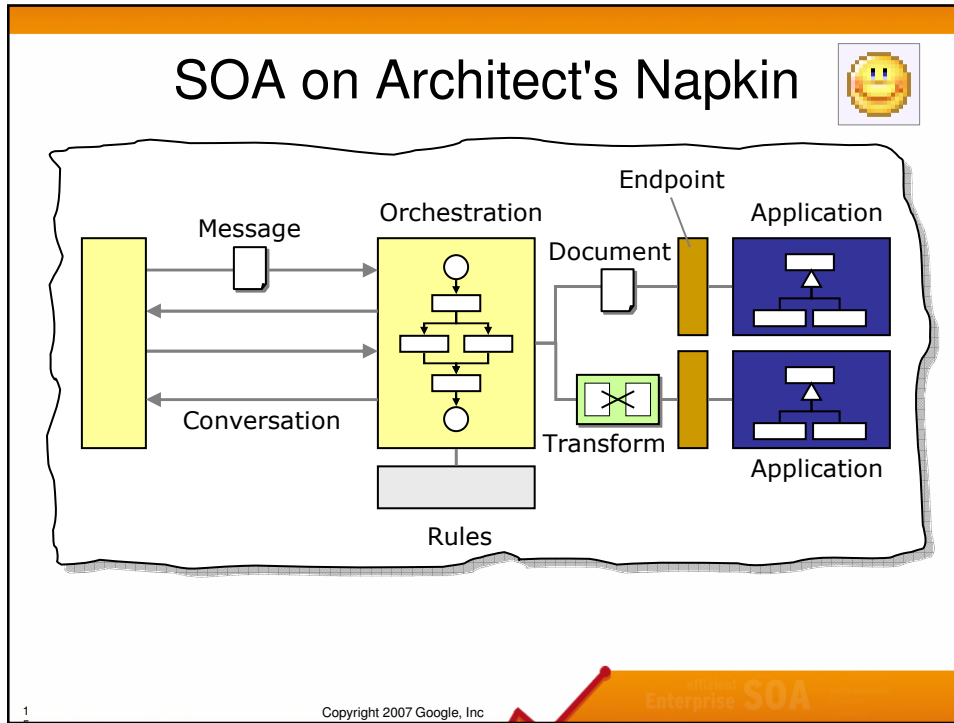 SOA on Architect's Napkin
Endpoint
Message
Orchestration
Application
Document
Conversation
Transform
Application
Rules
1
Copyright 2007 Google, Inc
efficient
Enterprise SOA